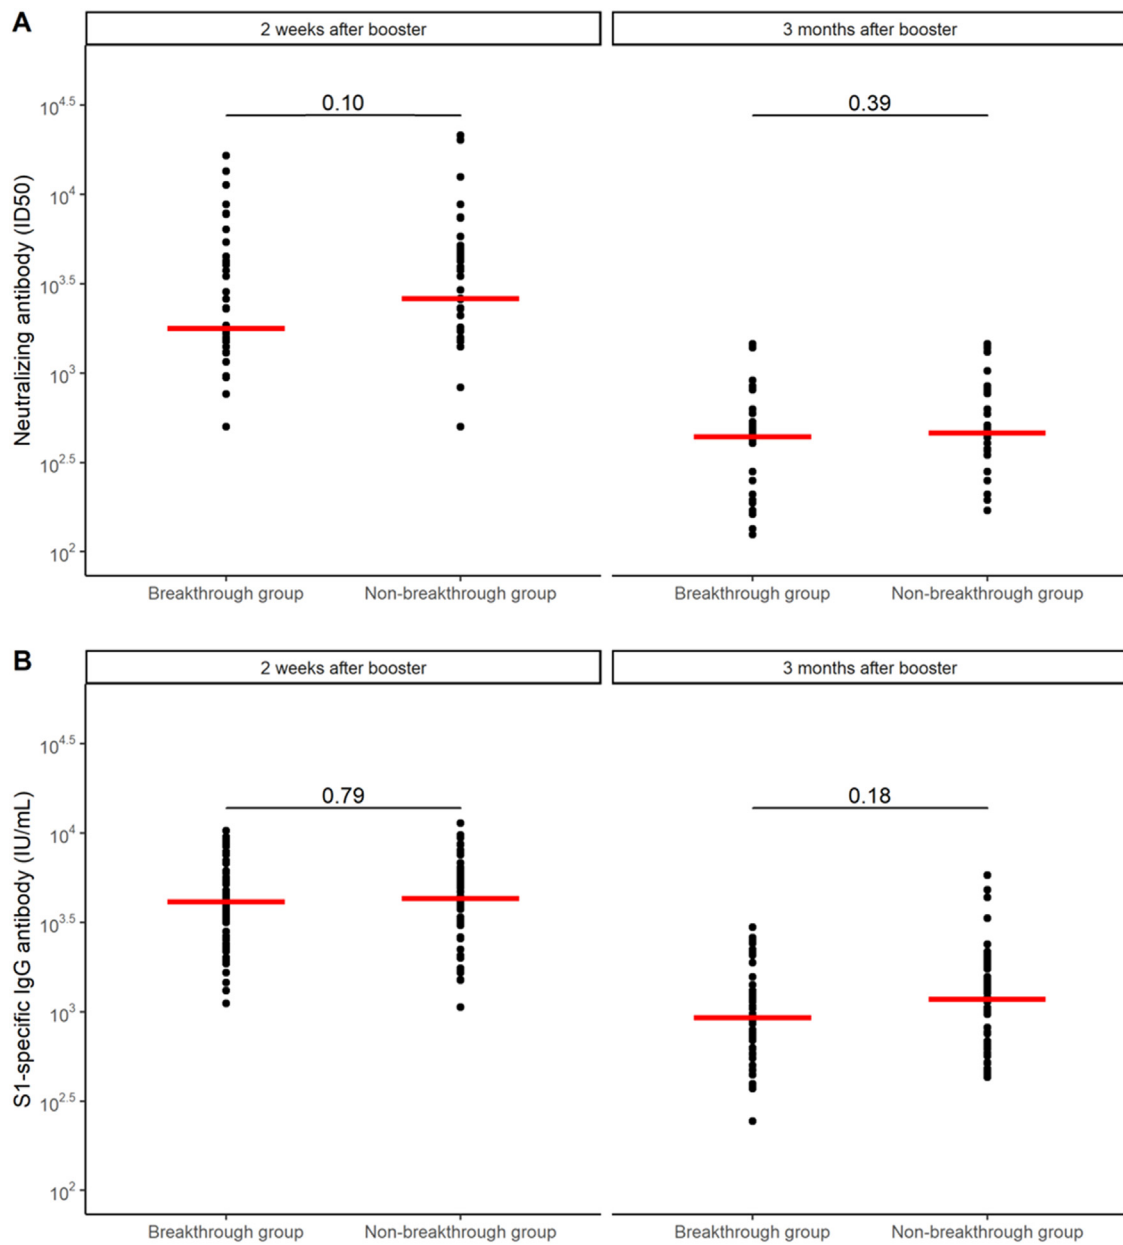 A
2 weeks after booster
3 months after booster
Neutralizing antibody (ID50)
10^4.5
10^4
10^3.5
10^3
10^2.5
10^2
0.10
0.39
Breakthrough group
Non-breakthrough group
Breakthrough group
Non-breakthrough group
B
2 weeks after booster
3 months after booster
S1-specific IgG antibody (IU/mL)
10^4.5
10^4
10^3.5
10^3
10^2.5
10^2
0.79
0.18
Breakthrough group
Non-breakthrough group
Breakthrough group
Non-breakthrough group